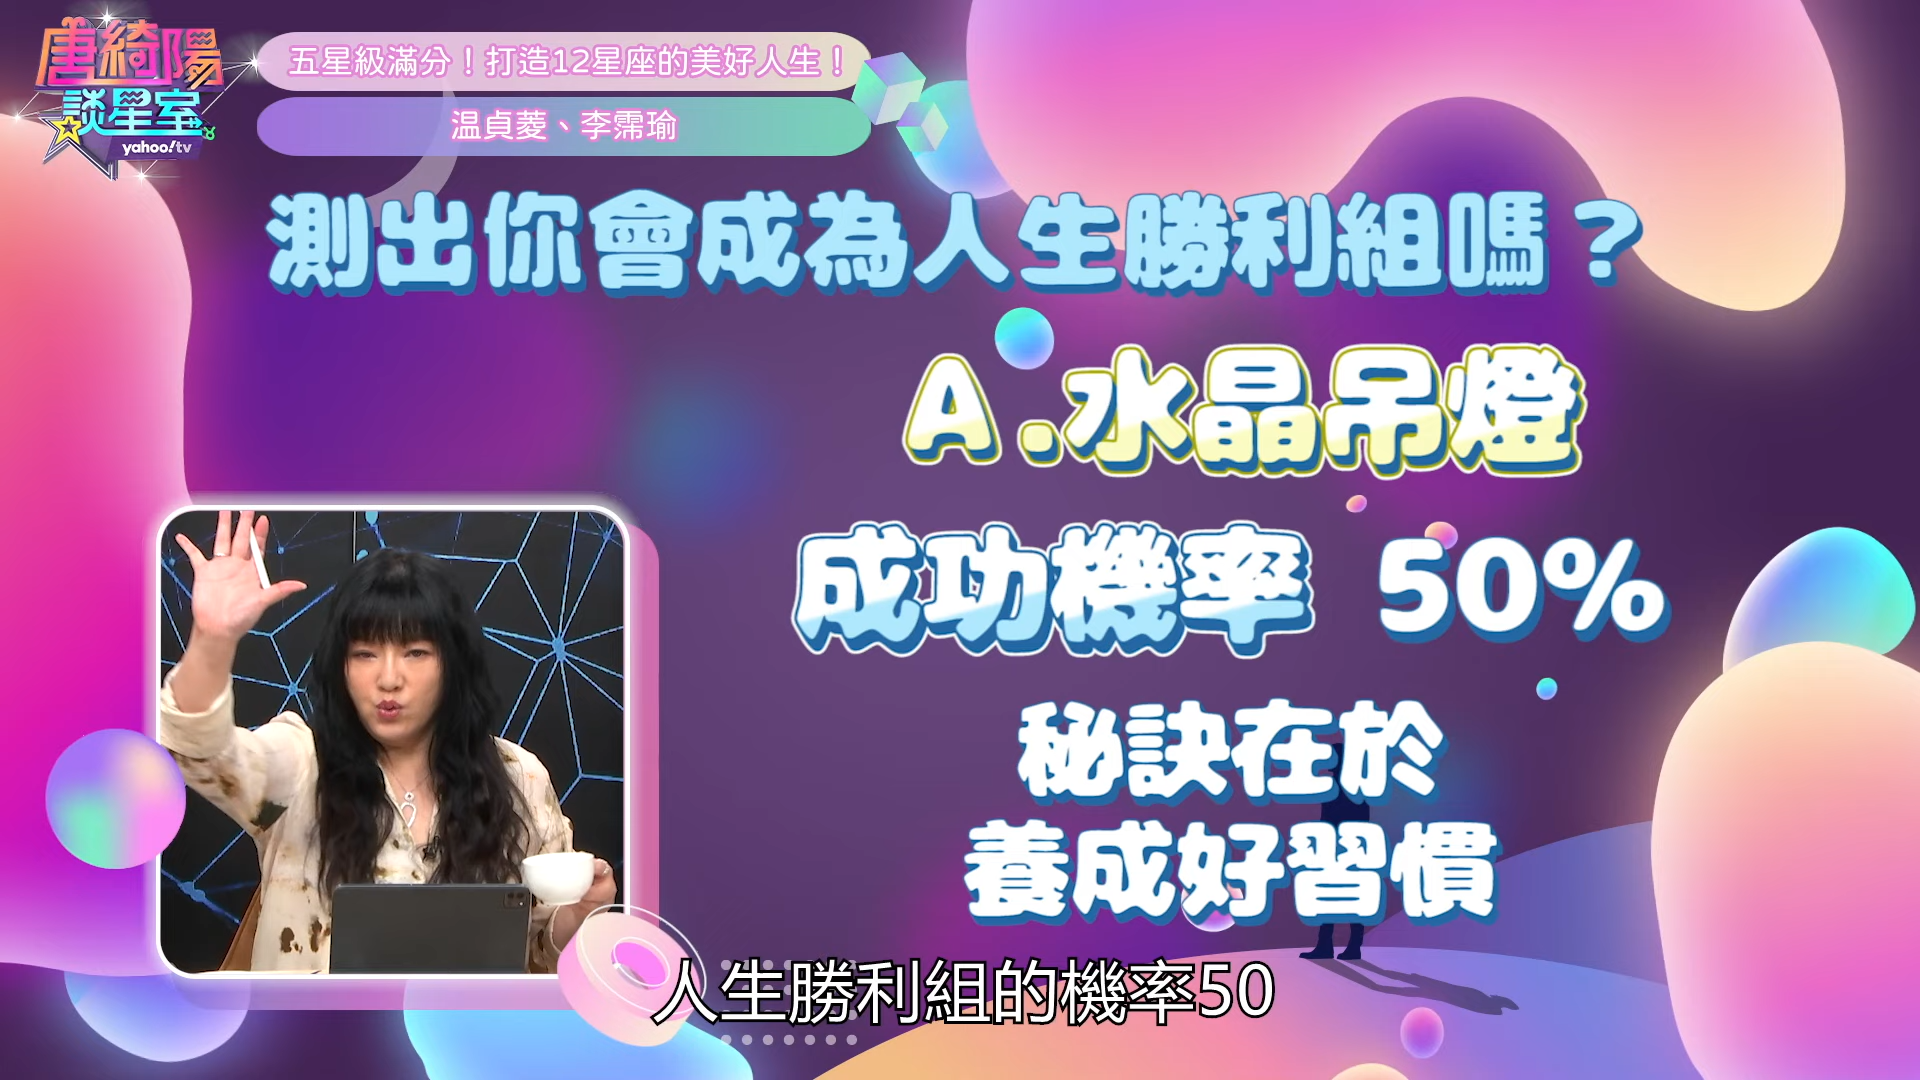 唐綺陽
談星室
yahoo!tv
五星級滿分！打造12星座的美好人生！
温貞菱、李霈瑜
測出你會成為人生勝利組嗎？
A.水晶吊燈
成功機率 50%
秘訣在於
養成好習慣
人生勝利組的機率50